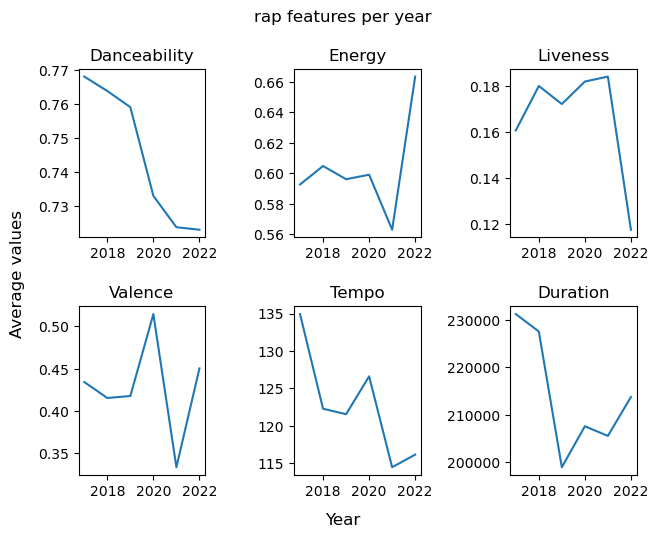 rap features per year
Danceability Energy Liveness
0.77
0.76
0.75
0.74
0.73
2018 2020 2022
0.66
0.64
0.62
0.60
0.58
0.56
2018 2020 2022
0.18
0.16
0.14
0.12
2018 2020 2022
Average values
Valence Tempo Duration
0.50
0.45
0.40
0.35
2018 2020 2022
135
130
125
120
115
2018 2020 2022
230000
220000
210000
200000
2018 2020 2022
Year